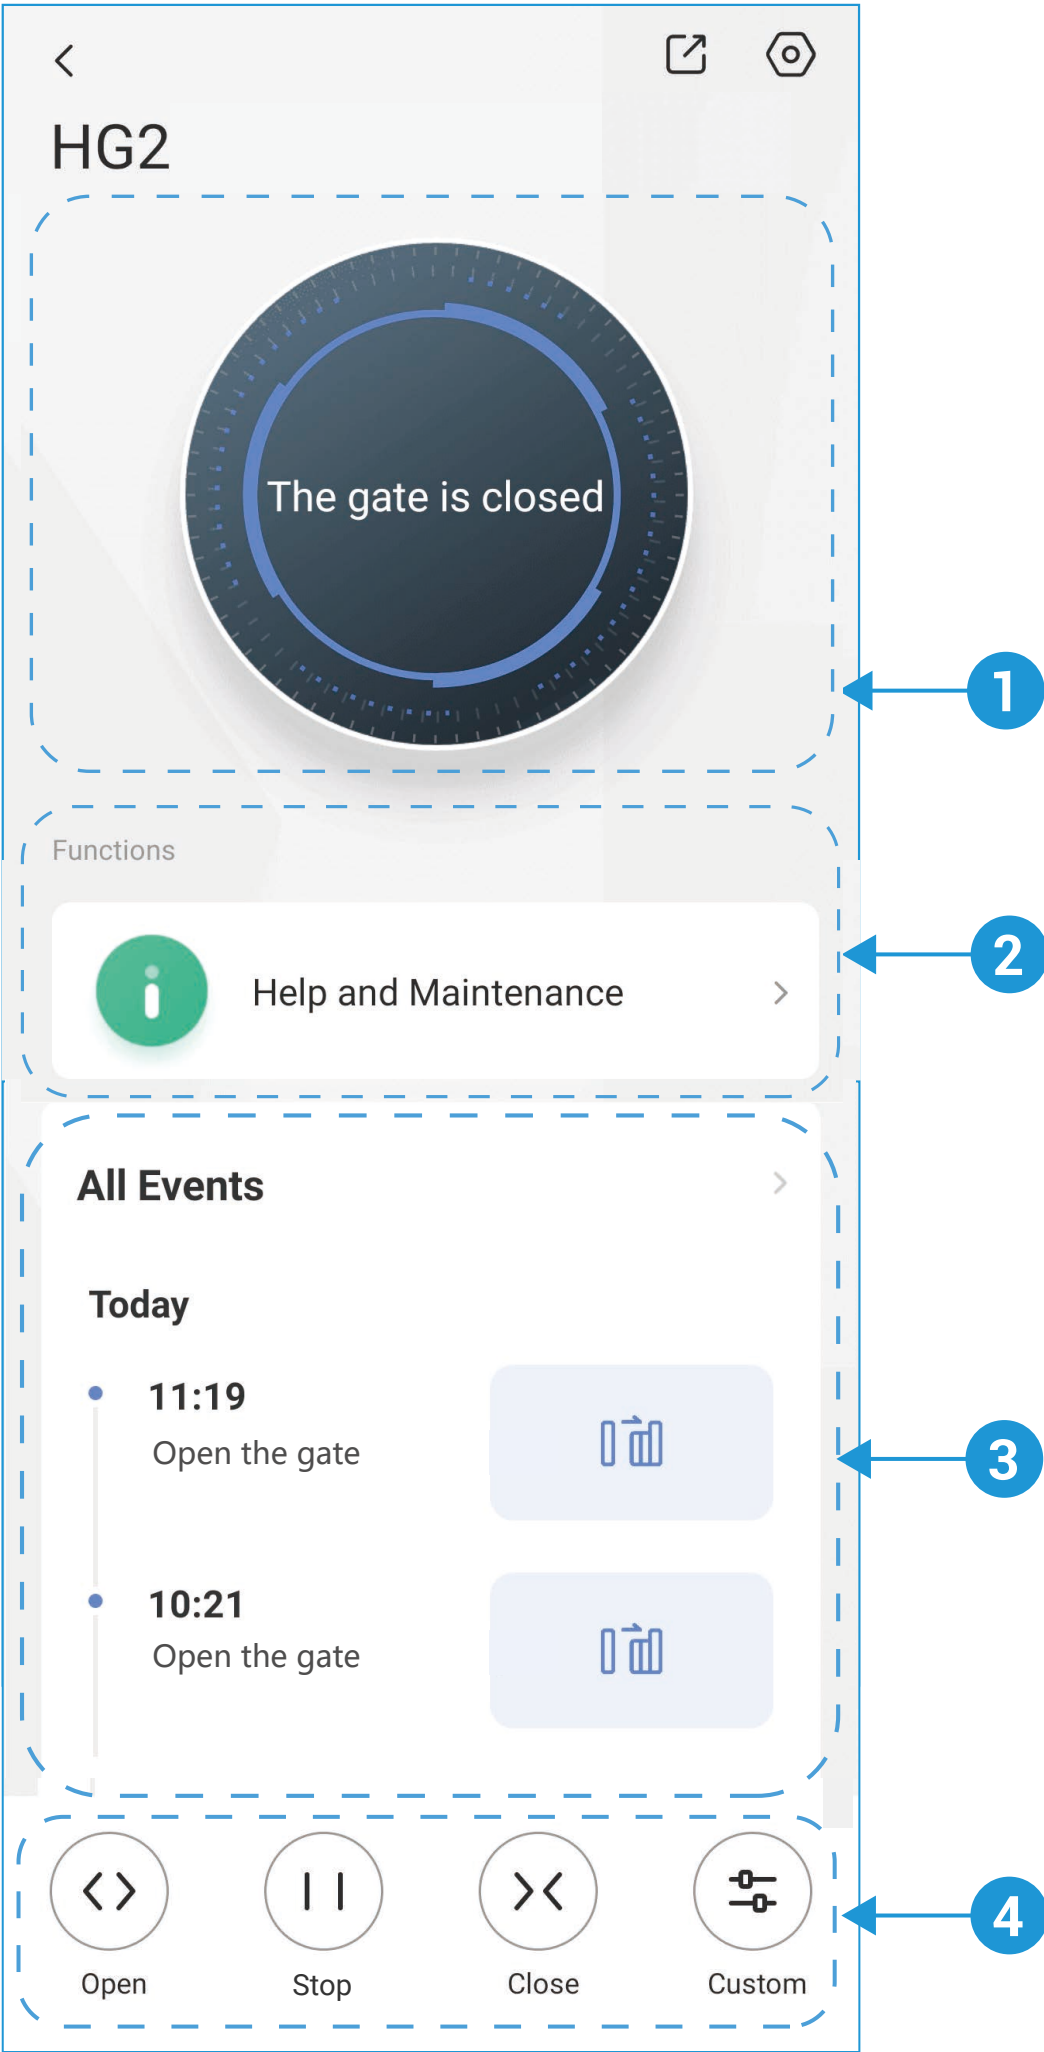 HG2
The gate is closed
1
Functions
Help and Maintenance
2
All Events
Today
11:19
Open the gate
3
10:21
Open the gate
Open
Stop
Close
Custom
4